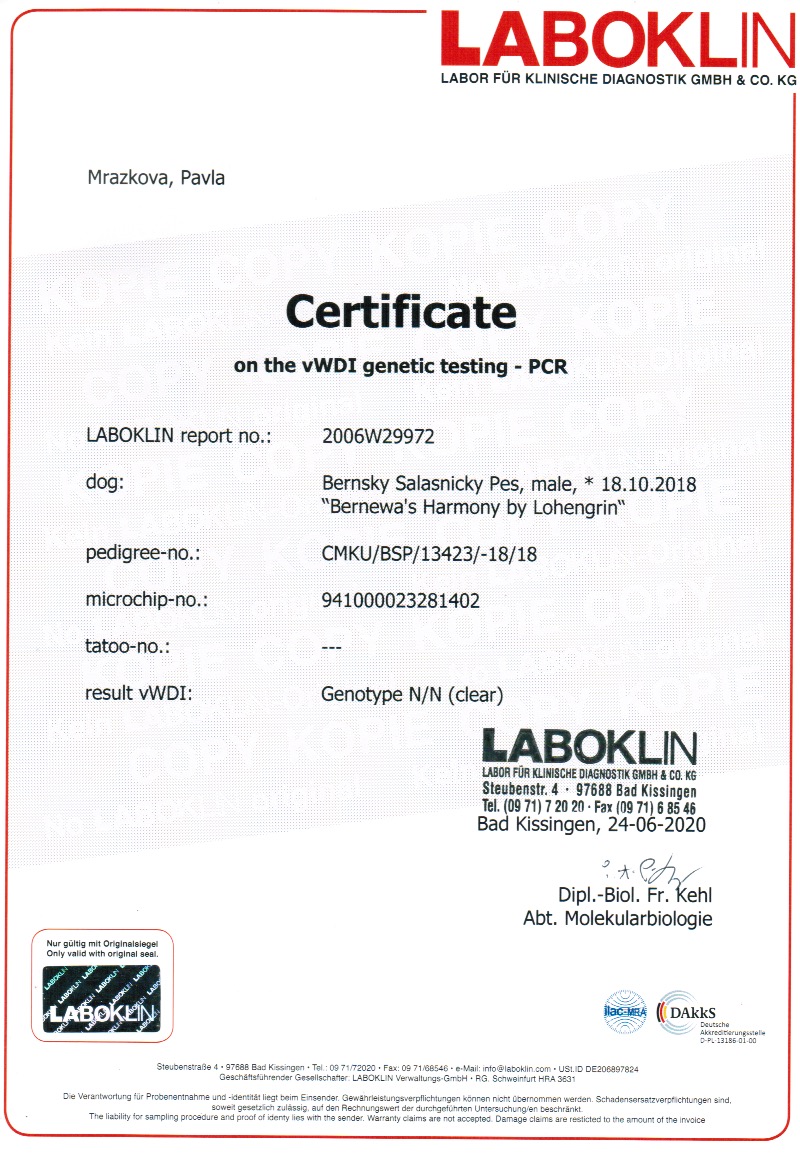 LABOKLIN
LABOR FÜR KLINISCHE DIAGNOSTIK GMBH & CO. KG
Mrazkova, Pavla
KOPIE COPY KOPIE COPY
Certificate
on the vWDI genetic testing - PCR
LABOKLIN report no.: 2006W29972
dog: Bernsky Salasnicky Pes, male, * 18.10.2018
"Bernewa's Harmony by Lohengrin"
pedigree-no.: CMKU/BSP/13423/-18/18
microchip-no.: 941000023281402
tatoo-no.: ---
result vWDI: Genotype N/N (clear)
LABOKLIN
LABOR FÜR KLINISCHE DIAGNOSTIK GMBH & CO. KG
Steubenstr. 4 · 97688 Bad Kissingen
Tel. (09 71) 7 20 20 · Fax (09 71) 6 85 46
Bad Kissingen, 24-06-2020
Dipl.-Biol. Fr. Kehl
Abt. Molekularbiologie
Nur gültig mit Originalsiegel
Only valid with original seal.
LABOKLIN
ilac-MRA
DAkkS
Deutsche
Akkreditierungsstelle
D-PL-13186-01-00
Steubenstraße 4 • 97688 Bad Kissingen • Tel.: 09 71/72020 • Fax: 09 71/68546 • e-Mail: info@laboklin.com • USt.ID DE206897824
Geschäftsführender Gesellschafter: LABOKLIN Verwaltungs-GmbH • RG. Schweinfurt HRA 3631
Die Verantwortung für Probenentnahme und -identität liegt beim Einsender. Gewährleistungsverpflichtungen können nicht übernommen werden. Schadensersatzverpflichtungen sind,
soweit gesetzlich zulässig, auf den Rechnungswert der durchgeführten Untersuchung/en beschränkt.
The liability for sampling procedure and proof of identy lies with the sender. Warranty claims are not accepted. Damage claims are resticted to the amount of the invoice